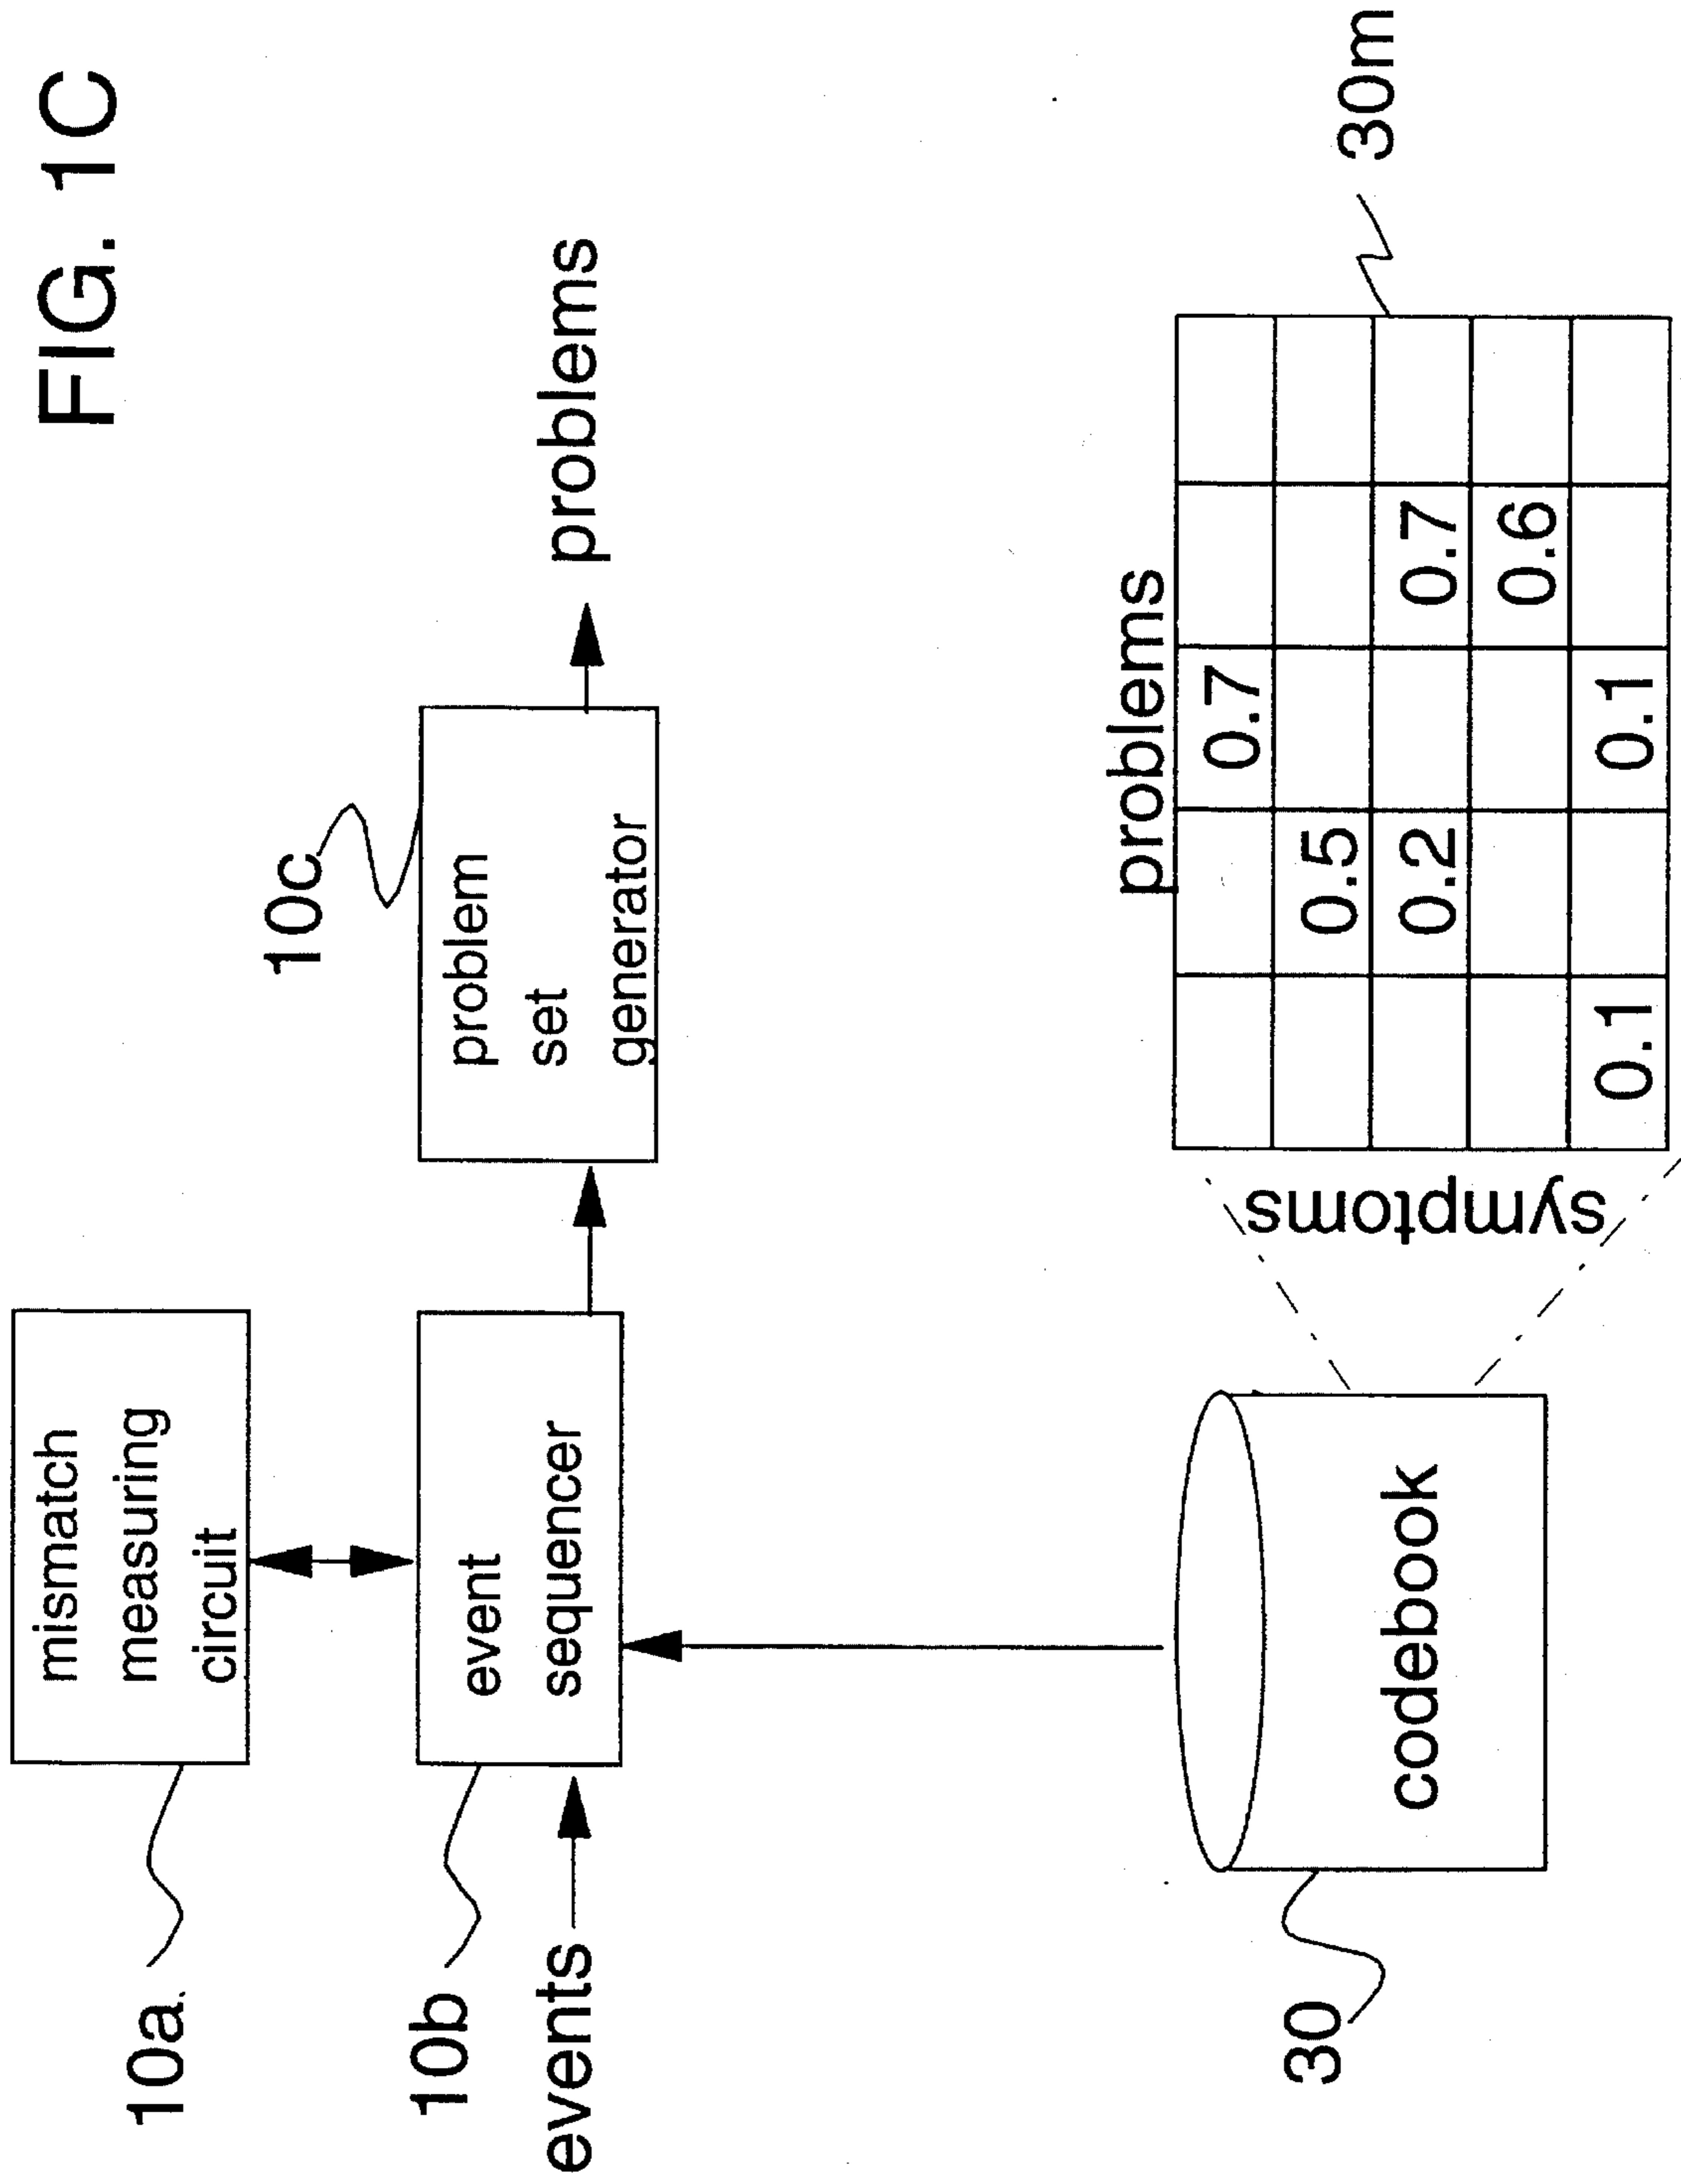 FIG. 1C
10a
mismatch
measuring
circuit
10b
event
sequencer
events
10c
problem
set
generator
problems
30
codebook
problems
symptoms
0.7
0.5
0.2 0.7
0.6
0.1 0.1
30m